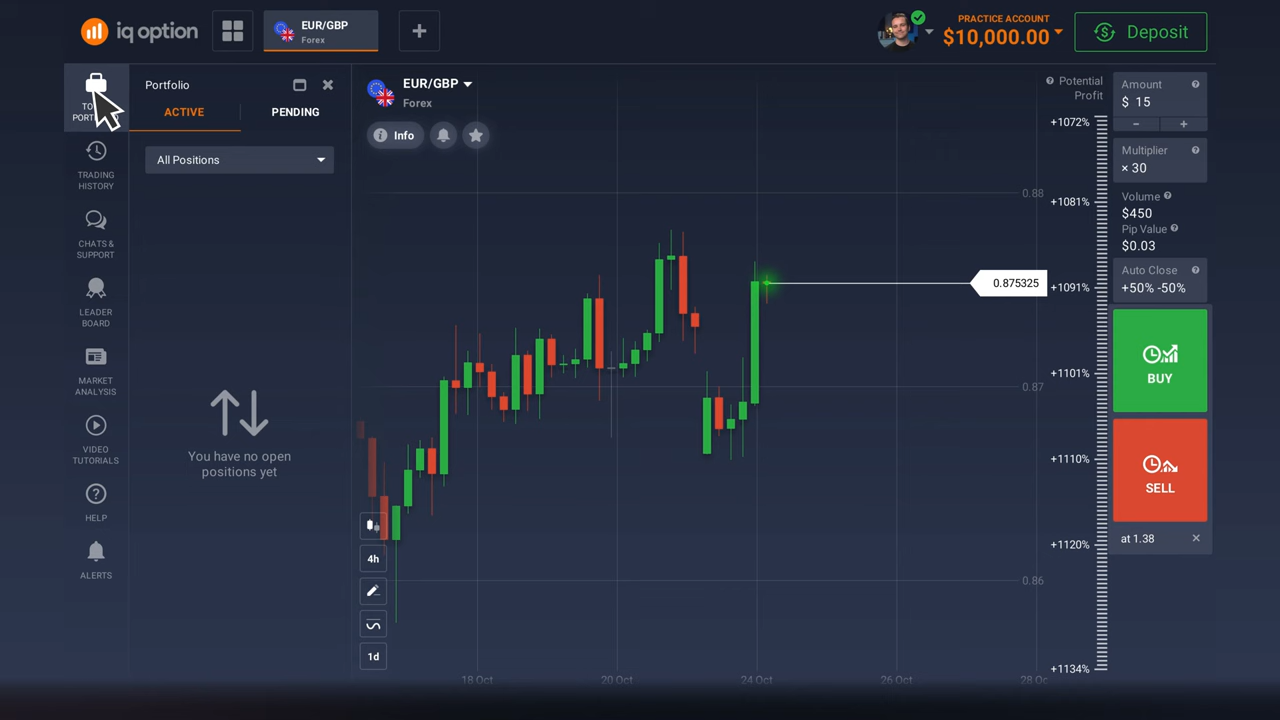 iq option
EUR/GBP
Forex
PRACTICE ACCOUNT
$10,000.00
Deposit
Portfolio
ACTIVE
PENDING
All Positions
You have no open
positions yet
TRADING
HISTORY
CHATS &
SUPPORT
LEADER
BOARD
MARKET
ANALYSIS
VIDEO
TUTORIALS
HELP
ALERTS
EUR/GBP
Forex
Info
4h
1d
0.88
0.87
0.86
0.875325
18 Oct
20 Oct
24 Oct
26 Oct
Potential
Profit
+1072%
+1081%
+1091%
+1101%
+1110%
+1120%
+1134%
Amount
$ 15
Multiplier
× 30
Volume
$450
Pip Value
$0.03
Auto Close
+50% -50%
BUY
SELL
at 1.38